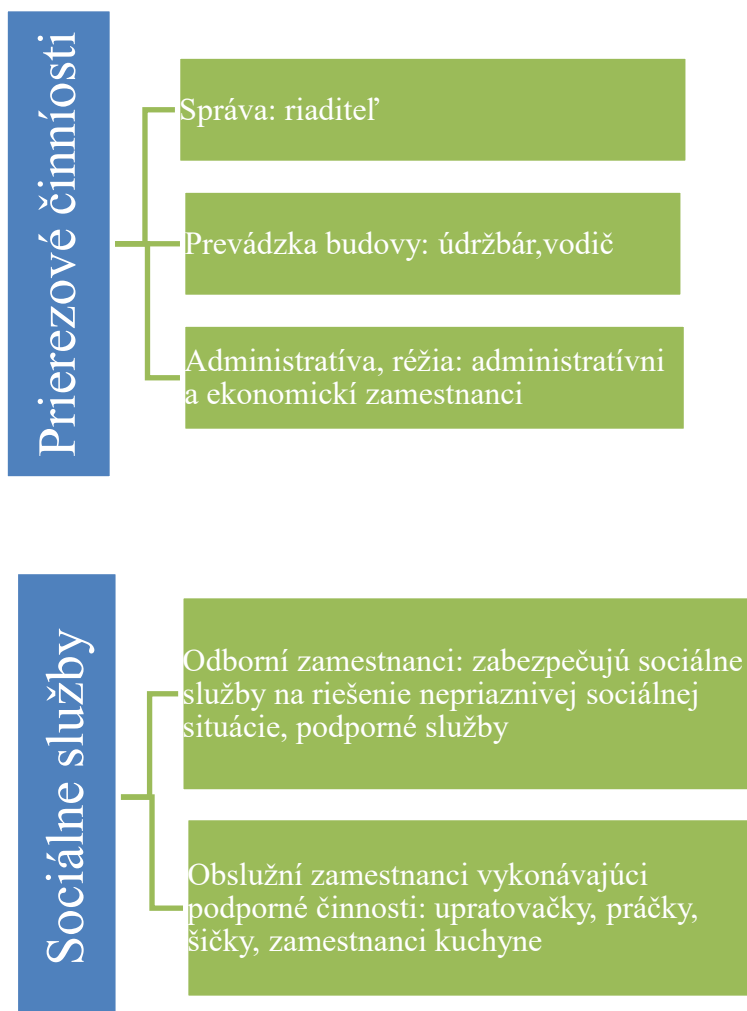 Prierezové činníosti
Správa: riaditeľ
Prevádzka budovy: údržbár,vodič
Administratíva, réžia: administratívni
a ekonomickí zamestnanci
Sociálne služby
Odborní zamestnanci: zabezpečujú sociálne
služby na riešenie nepriaznivej sociálnej
situácie, podporné služby
Obslužní zamestnanci vykonávajúci
podporné činnosti: upratovačky, práčky,
šičky, zamestnanci kuchyne